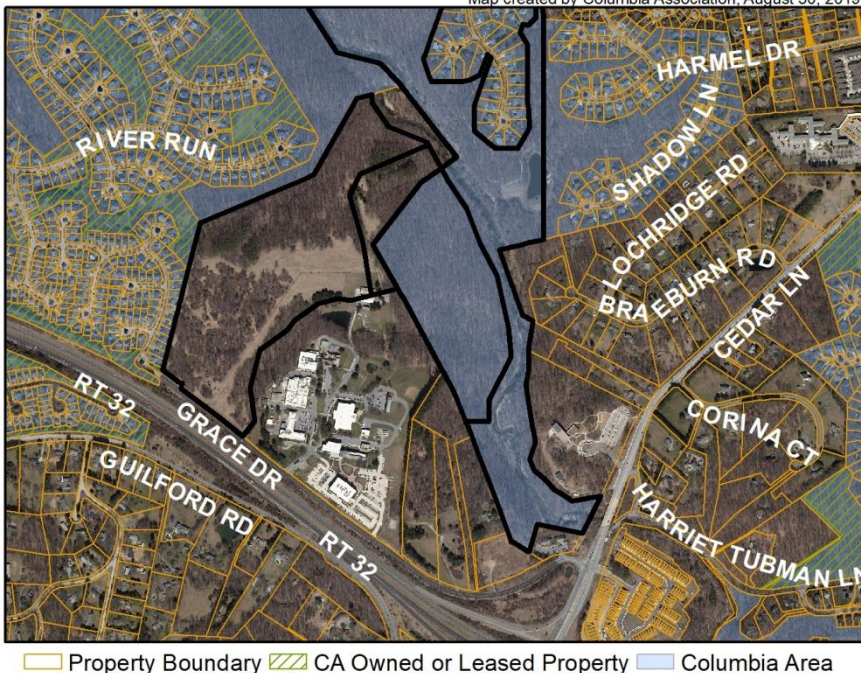 Map created by Columbia Association, August 30, 2019
HARMEL DR
RIVER RUN
SHADOW LN
LOCHRIDGE RD
BRAEBURN RD
CEDAR LN
RT 32
GRACE DR
CORINA CT
GUILFORD RD
HARRIET TUBMAN LN
RT 32
Property Boundary CA Owned or Leased Property Columbia Area